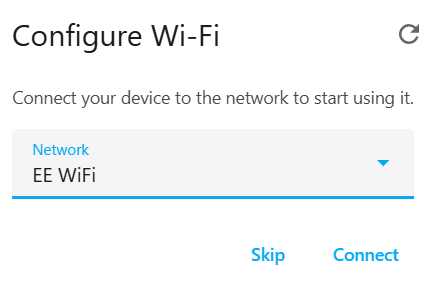 Configure Wi-Fi
Connect your device to the network to start using it.
Network
EE WiFi
Skip Connect